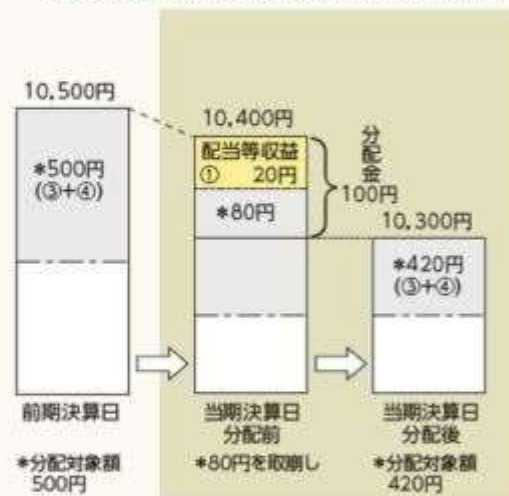 10,500円
*500円
(③+④)
前期決算日
*分配対象額
500円
10,400円
配当等収益
① 20円
*80円
分配金
100円
当期決算日
分配前
*80円を取崩し
10,300円
*420円
(③+④)
当期決算日
分配後
*分配対象額
420円